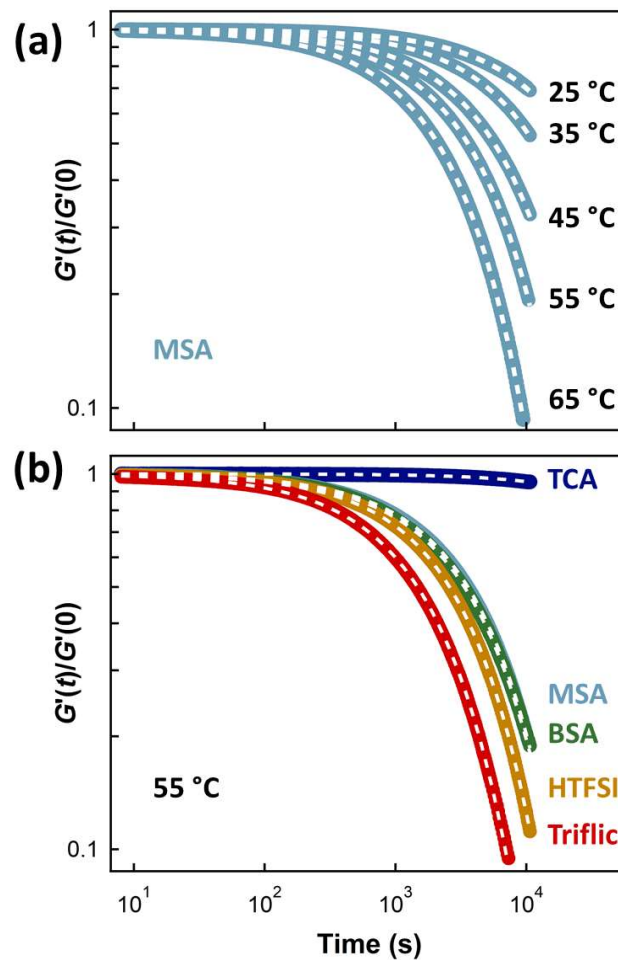 (a)
1
25 °C
35 °C
45 °C
55 °C
65 °C
G'(t)/G'(0)
MSA
0.1
(b)
1
TCA
G'(t)/G'(0)
MSA
BSA
HTFSI
Triflic
55 °C
0.1
10¹
10²
10³
10⁴
Time (s)